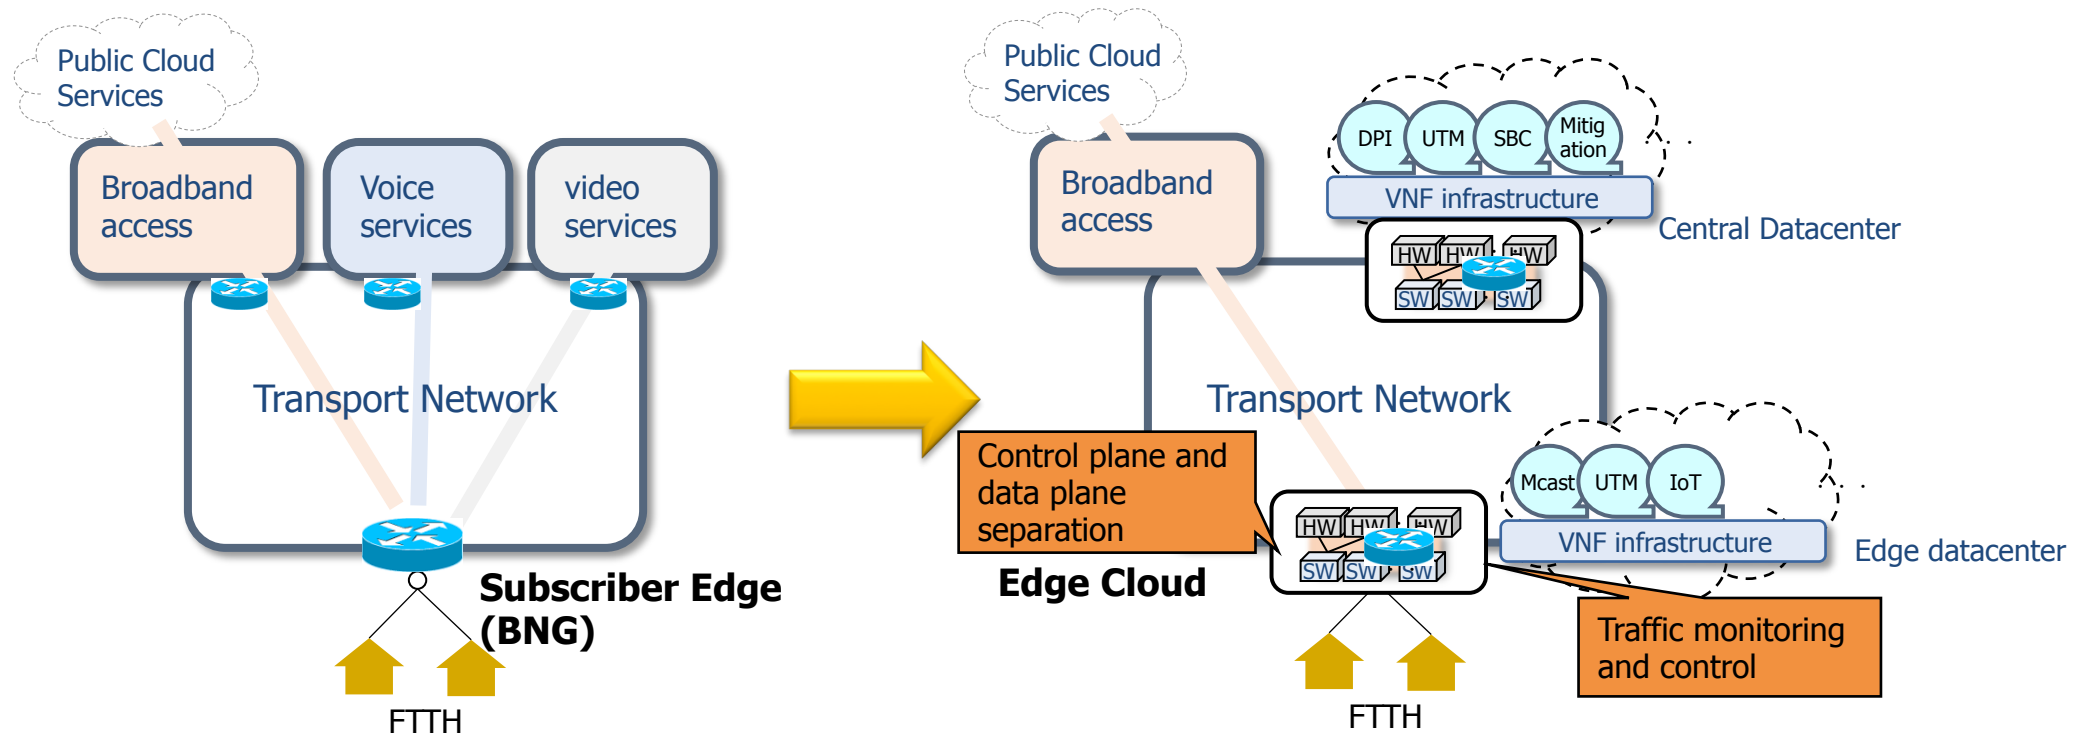 Public Cloud
Services
Broadband
access
Voice
services
video
services
Transport Network
Subscriber Edge
(BNG)
FTTH
Public Cloud
Services
Broadband
access
DPI
UTM
SBC
Mitig
ation
. . .
VNF infrastructure
Central Datacenter
HW HW HW
SW SW SW
Transport Network
Control plane and
data plane
separation
Edge Cloud
HW HW HW
SW SW SW
Mcast
UTM
IoT
. . .
VNF infrastructure
Edge datacenter
Traffic monitoring
and control
FTTH